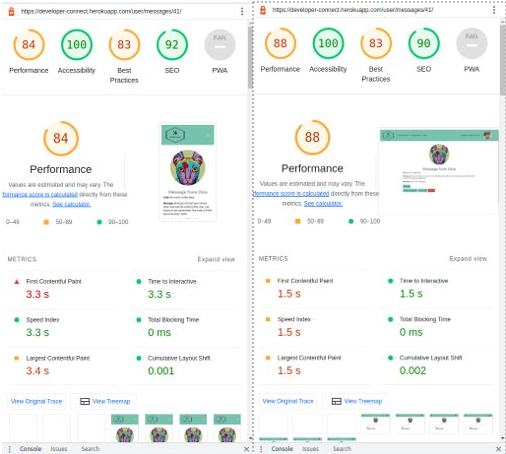 https://developer-connect.herokuapp.com/user/messages/41/
84
100
83
92
Performance
Accessibility
Best
Practices
SEO
PWA
84
Performance
Values are estimated and may vary. The
formance score is calculated directly from these
metrics. See calculator.
0–49
50–89
90–100
METRICS
Expand view
First Contentful Paint
3.3 s
Time to Interactive
3.3 s
Speed Index
3.3 s
Total Blocking Time
0 ms
Largest Contentful Paint
3.4 s
Cumulative Layout Shift
0.001
View Original Trace
View Treemap
Console
Issues
Search
https://developer-connect.herokuapp.com/user/messages/41/
88
100
83
90
Performance
Accessibility
Best
Practices
SEO
PWA
88
Performance
Values are estimated and may vary. The
formance score is calculated directly from these
metrics. See calculator.
0–49
50–89
90–100
METRICS
Expand view
First Contentful Paint
1.5 s
Time to Interactive
1.5 s
Speed Index
1.5 s
Total Blocking Time
0 ms
Largest Contentful Paint
1.5 s
Cumulative Layout Shift
0.002
View Original Trace
View Treemap
Console
Issues
Search